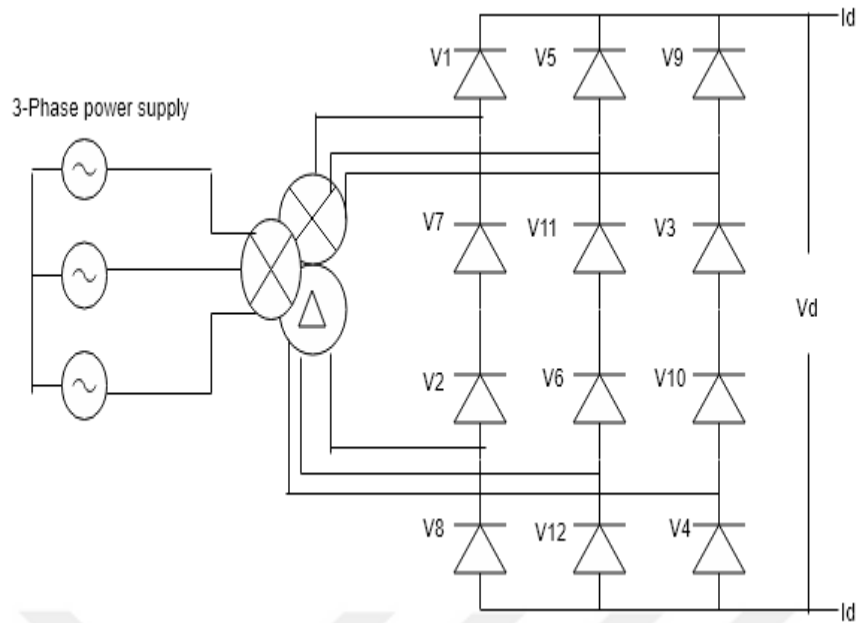 Id
V1 V5 V9
3-Phase power supply
V7 V11 V3
Vd
V2 V6 V10
V8 V12 V4
Id